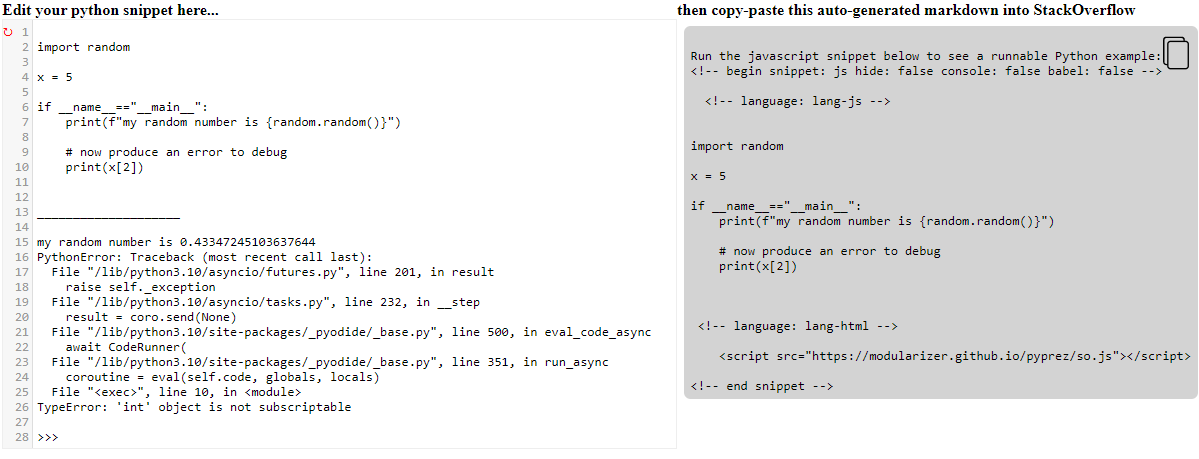 Edit your python snippet here...
1
2 import random
3
4 x = 5
5
6 if __name__=="__main__":
7     print(f"my random number is {random.random()}")
8
9     # now produce an error to debug
10     print(x[2])
11
12
13 ____________________
14
15 my random number is 0.43347245103637644
16 PythonError: Traceback (most recent call last):
17   File "/lib/python3.10/asyncio/futures.py", line 201, in result
18     raise self._exception
19   File "/lib/python3.10/asyncio/tasks.py", line 232, in __step
20     result = coro.send(None)
21   File "/lib/python3.10/site-packages/_pyodide/_base.py", line 500, in eval_code_async
22     await CodeRunner(
23   File "/lib/python3.10/site-packages/_pyodide/_base.py", line 351, in run_async
24     coroutine = eval(self.code, globals, locals)
25   File "<exec>", line 10, in <module>
26 TypeError: 'int' object is not subscriptable
27
28 >>>
then copy-paste this auto-generated markdown into StackOverflow
Run the javascript snippet below to see a runnable Python example:
<!-- begin snippet: js hide: false console: false babel: false -->
<!-- language: lang-js -->
import random
x = 5
if __name__=="__main__":
    print(f"my random number is {random.random()}")
    # now produce an error to debug
    print(x[2])
<!-- language: lang-html -->
<script src="https://modularizer.github.io/pyprez/so.js"></script>
<!-- end snippet -->